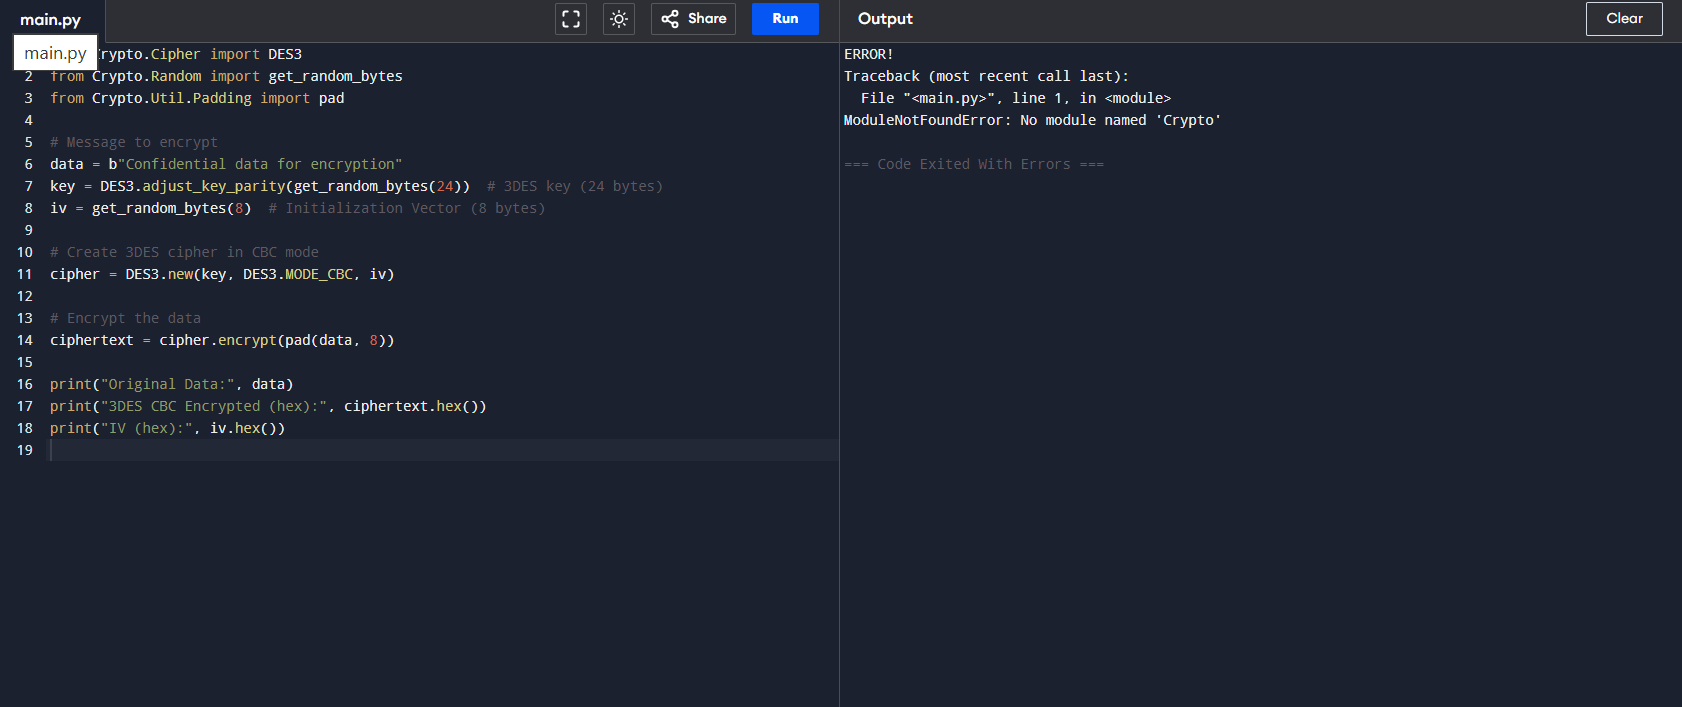 main.py
Share
Run
Output
Clear
main.py
rypto.Cipher import DES3
2 from Crypto.Random import get_random_bytes
3 from Crypto.Util.Padding import pad
4
5 # Message to encrypt
6 data = b"Confidential data for encryption"
7 key = DES3.adjust_key_parity(get_random_bytes(24))  # 3DES key (24 bytes)
8 iv = get_random_bytes(8)  # Initialization Vector (8 bytes)
9
10 # Create 3DES cipher in CBC mode
11 cipher = DES3.new(key, DES3.MODE_CBC, iv)
12
13 # Encrypt the data
14 ciphertext = cipher.encrypt(pad(data, 8))
15
16 print("Original Data:", data)
17 print("3DES CBC Encrypted (hex):", ciphertext.hex())
18 print("IV (hex):", iv.hex())
19
ERROR!
Traceback (most recent call last):
  File "<main.py>", line 1, in <module>
ModuleNotFoundError: No module named 'Crypto'
=== Code Exited With Errors ===